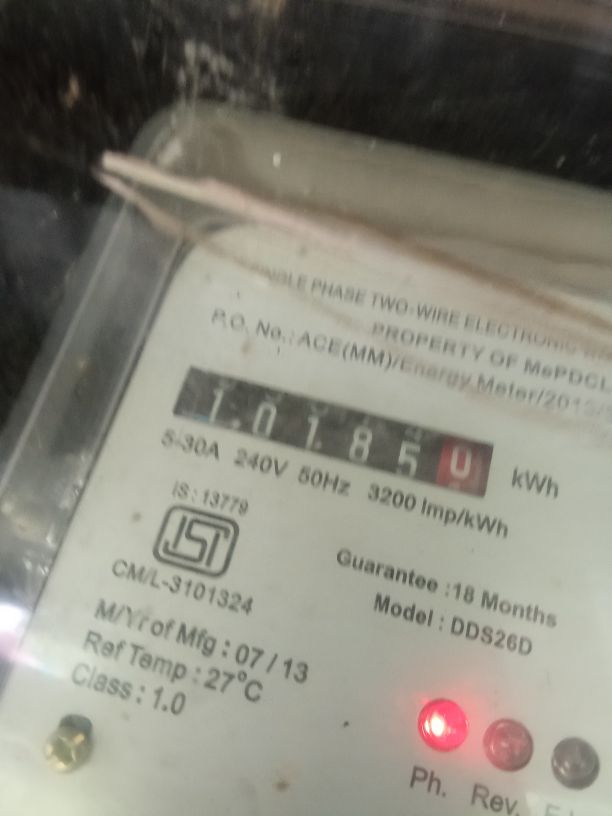 SINGLE PHASE TWO-WIRE ELECTRONIC
PROPERTY OF MePDCL
P.O. No.: ACE(MM)/Energy Meter/2013
1 0 1 8 5 0 kWh
5-30A 240V 50Hz 3200 Imp/kWh
IS : 13779
ISI
CM/L-3101324
Guarantee : 18 Months
Model : DDS26D
M/Yr of Mfg : 07 / 13
Ref Temp : 27°C
Class : 1.0
Ph. Rev.